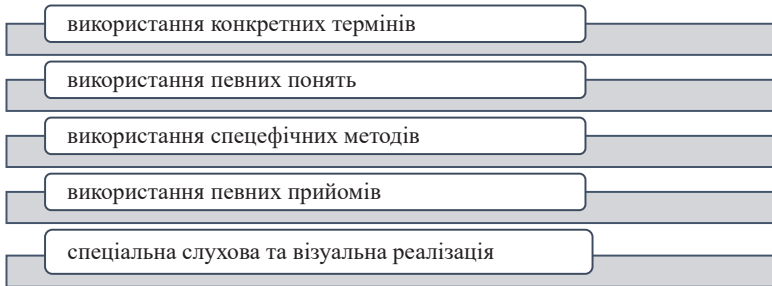 використання конкретних термінів
використання певних понять
використання спецефічних методів
використання певних прийомів
спеціальна слухова та візуальна реалізація